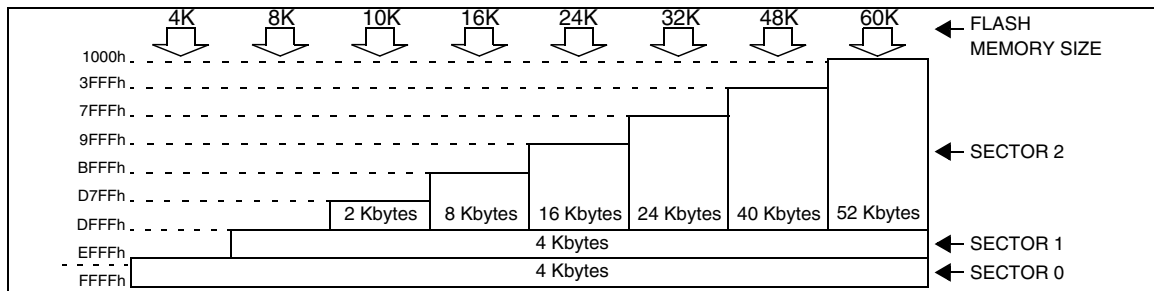 4K 8K 10K 16K 24K 32K 48K 60K FLASH
MEMORY SIZE
1000h
3FFFh
7FFFh
9FFFh
SECTOR 2
BFFFh
D7FFh
2 Kbytes 8 Kbytes 16 Kbytes 24 Kbytes 40 Kbytes 52 Kbytes
DFFFh
4 Kbytes SECTOR 1
EFFFh
4 Kbytes SECTOR 0
FFFFh